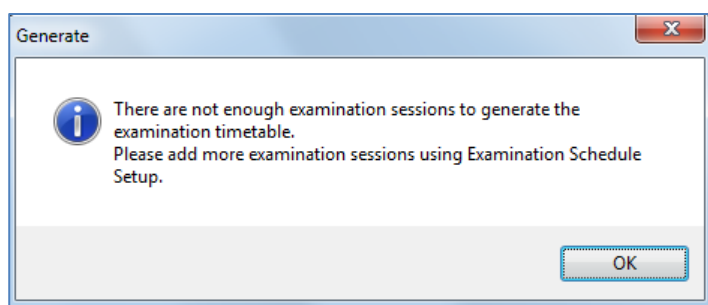 Generate
There are not enough examination sessions to generate the
examination timetable.
Please add more examination sessions using Examination Schedule
Setup.
OK